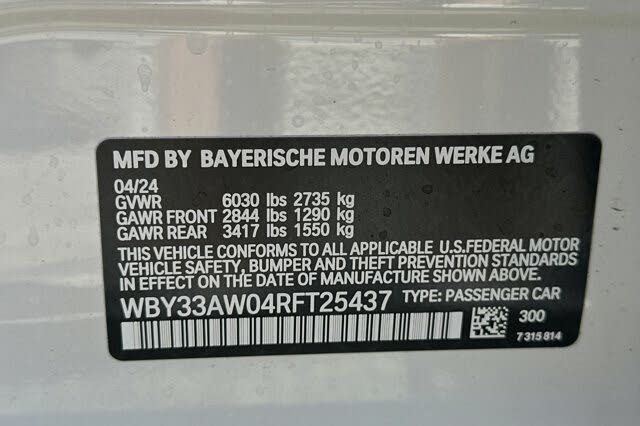 MFD BY BAYERISCHE MOTOREN WERKE AG
04/24
GVWR 6030 lbs 2735 kg
GAWR FRONT 2844 lbs 1290 kg
GAWR REAR 3417 lbs 1550 kg
THIS VEHICLE CONFORMS TO ALL APPLICABLE U.S.FEDERAL MOTOR
VEHICLE SAFETY, BUMPER AND THEFT PREVENTION STANDARDS
IN EFFECT ON THE DATE OF MANUFACTURE SHOWN ABOVE.
WBY33AW04RFT25437 TYPE: PASSENGER CAR
300
7 315 814